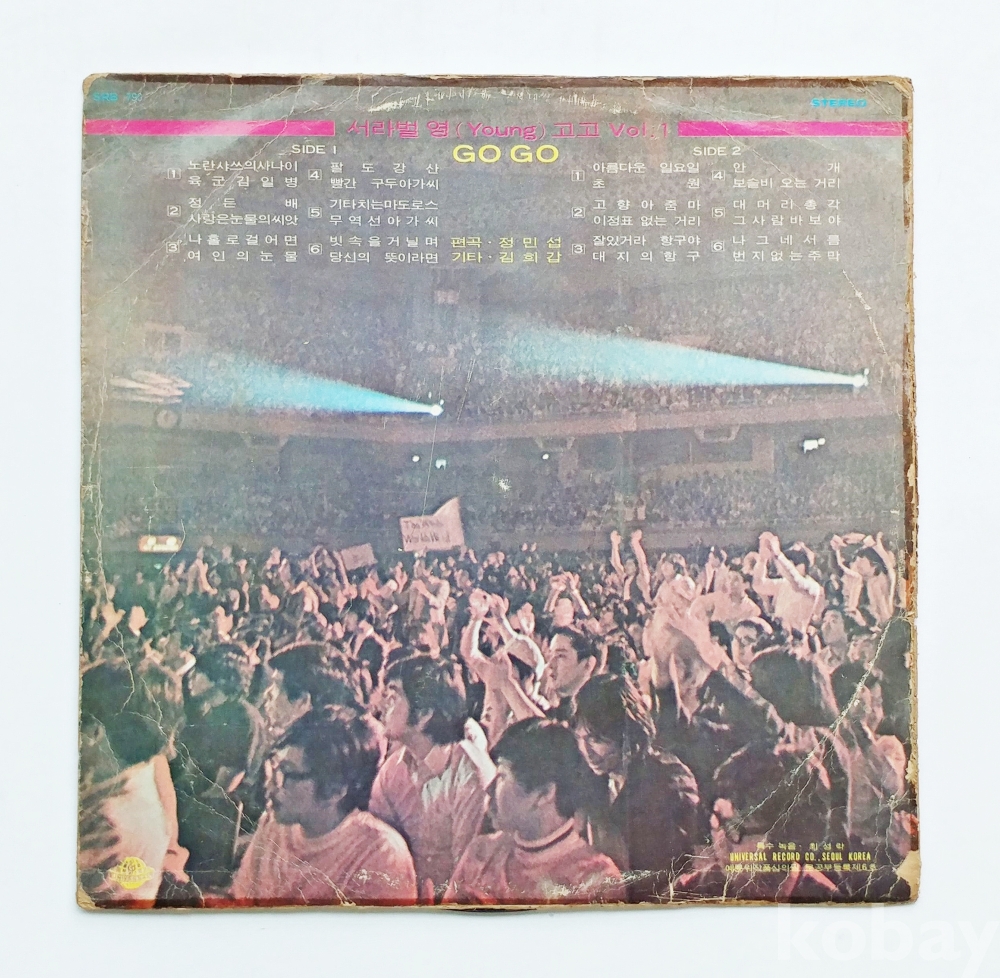 STEREO
서라벌 영 (Young) 고고 Vol.1
GO GO
SIDE 1
1 노란샤쓰의사나이
육군김일병
2 정든배
사랑은눈물의씨앗
3 나홀로걸어면
여인의눈물
4 팔도강산
빨간 구두아가씨
5 기타치는마도로스
무역선아가씨
6 빗속을거닐며
당신의 뜻이라면
편곡·정민섭
기타·김희갑
SIDE 2
1 아름다운 일요일
초원
2 고향아줌마
이정표 없는 거리
3 잘있거라 항구야
대지의항구
4 안개
보슬비 오는 거리
5 대머리총각
그사람바보야
6 나그네서름
번지없는주막
특수 녹음
UNIVERSAL RECORD CO., SEOUL KOREA
kobay